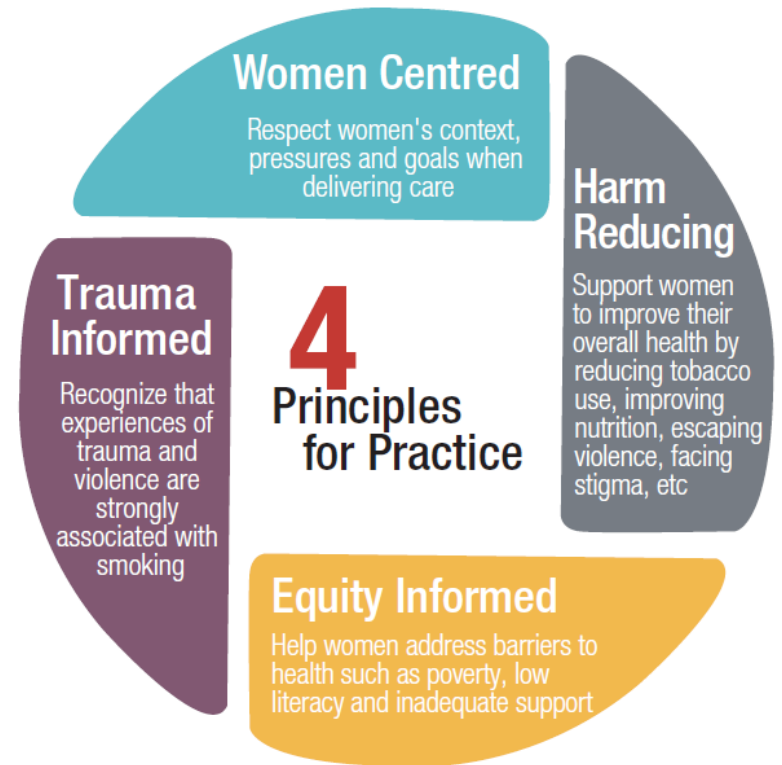 Women Centred
Respect women's context,
pressures and goals when
delivering care
Harm
Reducing
Support women
to improve their
overall health by
reducing tobacco
use, improving
nutrition, escaping
violence, facing
stigma, etc
Trauma
Informed
Recognize that
experiences of
trauma and
violence are
strongly
associated with
smoking
4
Principles
for Practice
Equity Informed
Help women address barriers to
health such as poverty, low
literacy and inadequate support